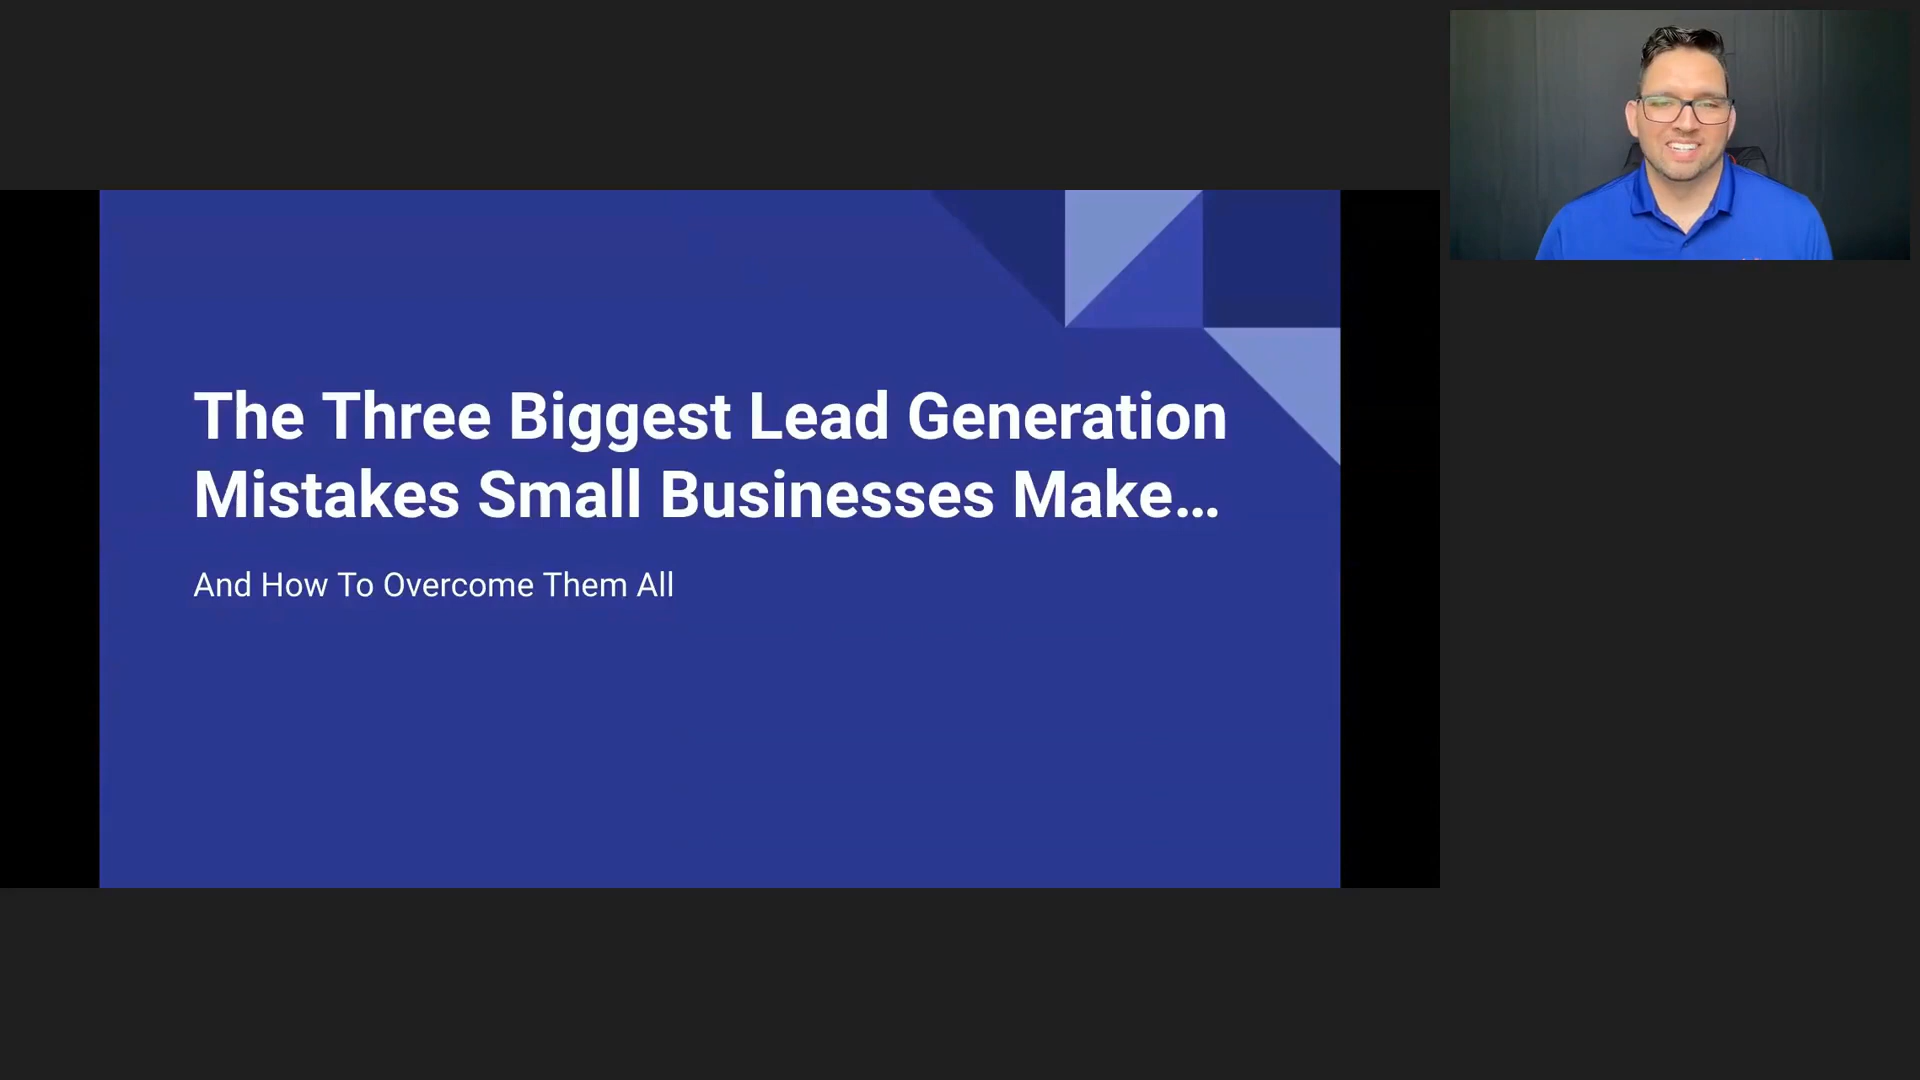 The Three Biggest Lead Generation
Mistakes Small Businesses Make…
And How To Overcome Them All